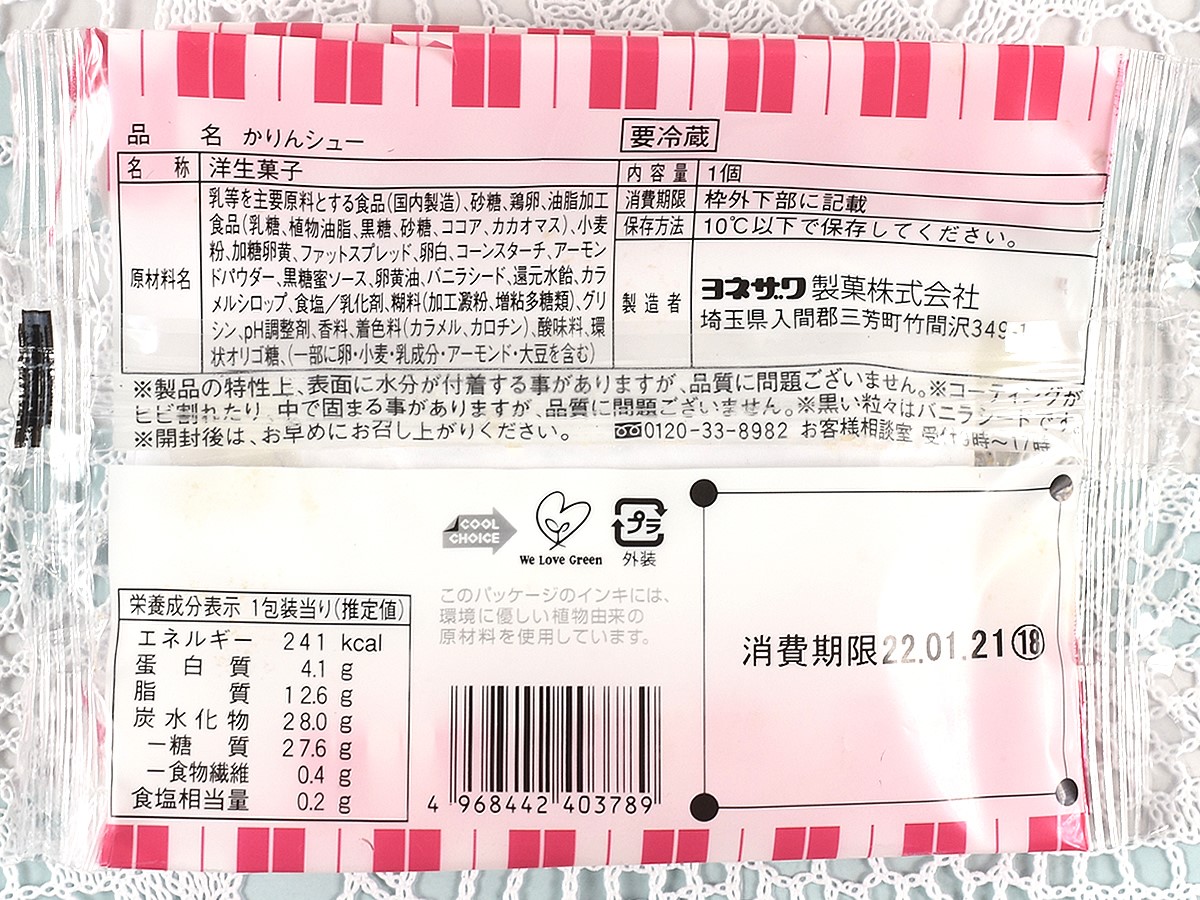 品 名 かりんシュー
要冷蔵
名 称 洋生菓子
原材料名
乳等を主要原料とする食品(国内製造)、砂糖、鶏卵、油脂加工
食品(乳糖、植物油脂、黒糖、砂糖、ココア、カカオマス)、小麦
粉、加糖卵黄、ファットスプレッド、卵白、コーンスターチ、アーモン
ドパウダー、黒糖蜜ソース、卵黄油、バニラシード、還元水飴、カラ
メルシロップ、食塩/乳化剤、糊料(加工澱粉、増粘多糖類)、グリ
シン、pH調整剤、香料、着色料(カラメル、カロチン)、酸味料、環
状オリゴ糖、(一部に卵・小麦・乳成分・アーモンド・大豆を含む)
内容量 1個
消費期限 枠外下部に記載
保存方法 10℃以下で保存してください。
製造者 ヨネザワ製菓株式会社
埼玉県入間郡三芳町竹間沢349-1
※製品の特性上、表面に水分が付着する事がありますが、品質に問題ございません。※コーティングが
ヒビ割れたり、中で固まる事がありますが、品質に問題ございません。※黒い粒々はバニラシードです。
※開封後は、お早めにお召し上がりください。 0120-33-8982 お客様相談室 受付9時～17時
COOL
CHOICE
We Love Green
プラ
外装
このパッケージのインキには、
環境に優しい植物由来の
原材料を使用しています。
栄養成分表示 1包装当り(推定値)
エネルギー 241 kcal
蛋白質 4.1 g
脂質 12.6 g
炭水化物 28.0 g
ー糖質 27.6 g
ー食物繊維 0.4 g
食塩相当量 0.2 g
4 968442 403789
消費期限22.01.21⑱